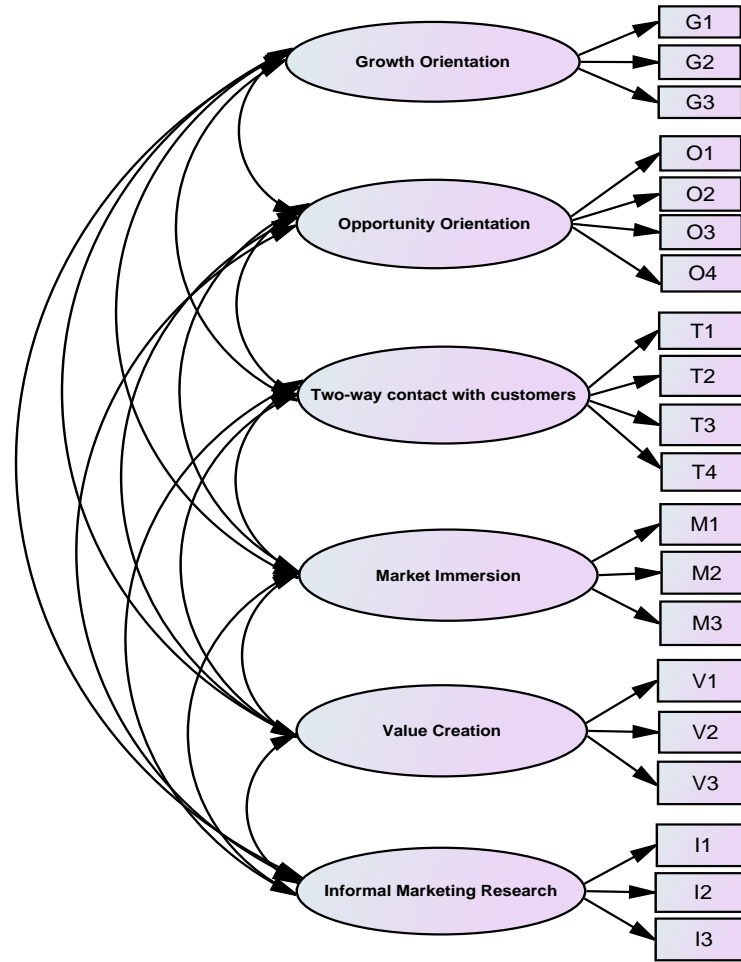 Growth Orientation
G1
G2
G3
Opportunity Orientation
O1
O2
O3
O4
Two-way contact with customers
T1
T2
T3
T4
Market Immersion
M1
M2
M3
Value Creation
V1
V2
V3
Informal Marketing Research
I1
I2
I3